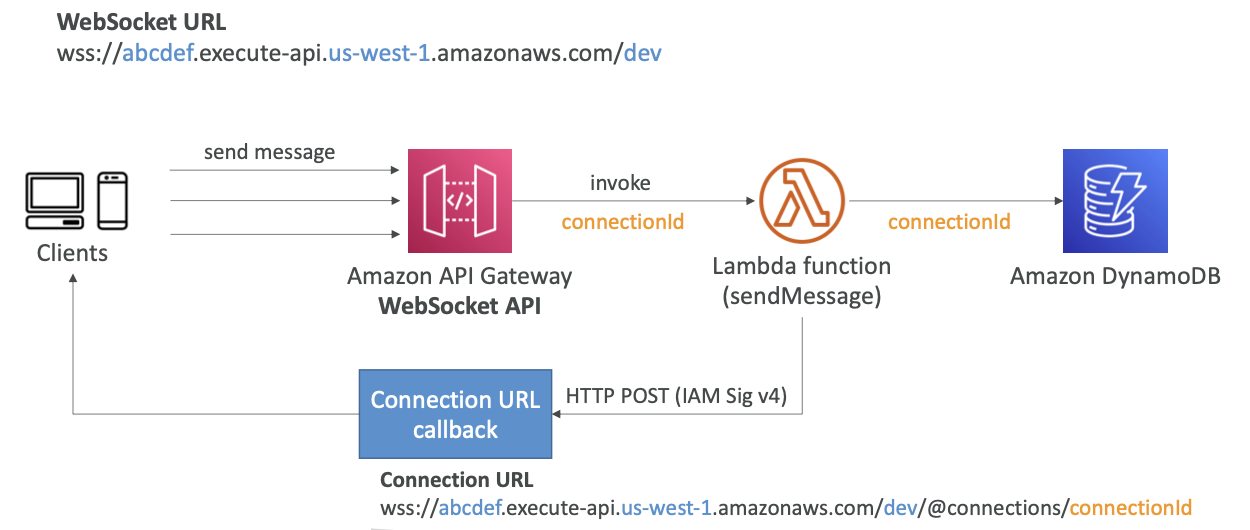 WebSocket URL
wss://abcdef.execute-api.us-west-1.amazonaws.com/dev
send message
</>
invoke
connectionId
connectionId
Clients
Amazon API Gateway
WebSocket API
Lambda function
(sendMessage)
Amazon DynamoDB
Connection URL
callback
HTTP POST (IAM Sig v4)
Connection URL
wss://abcdef.execute-api.us-west-1.amazonaws.com/dev/@connections/connectionId